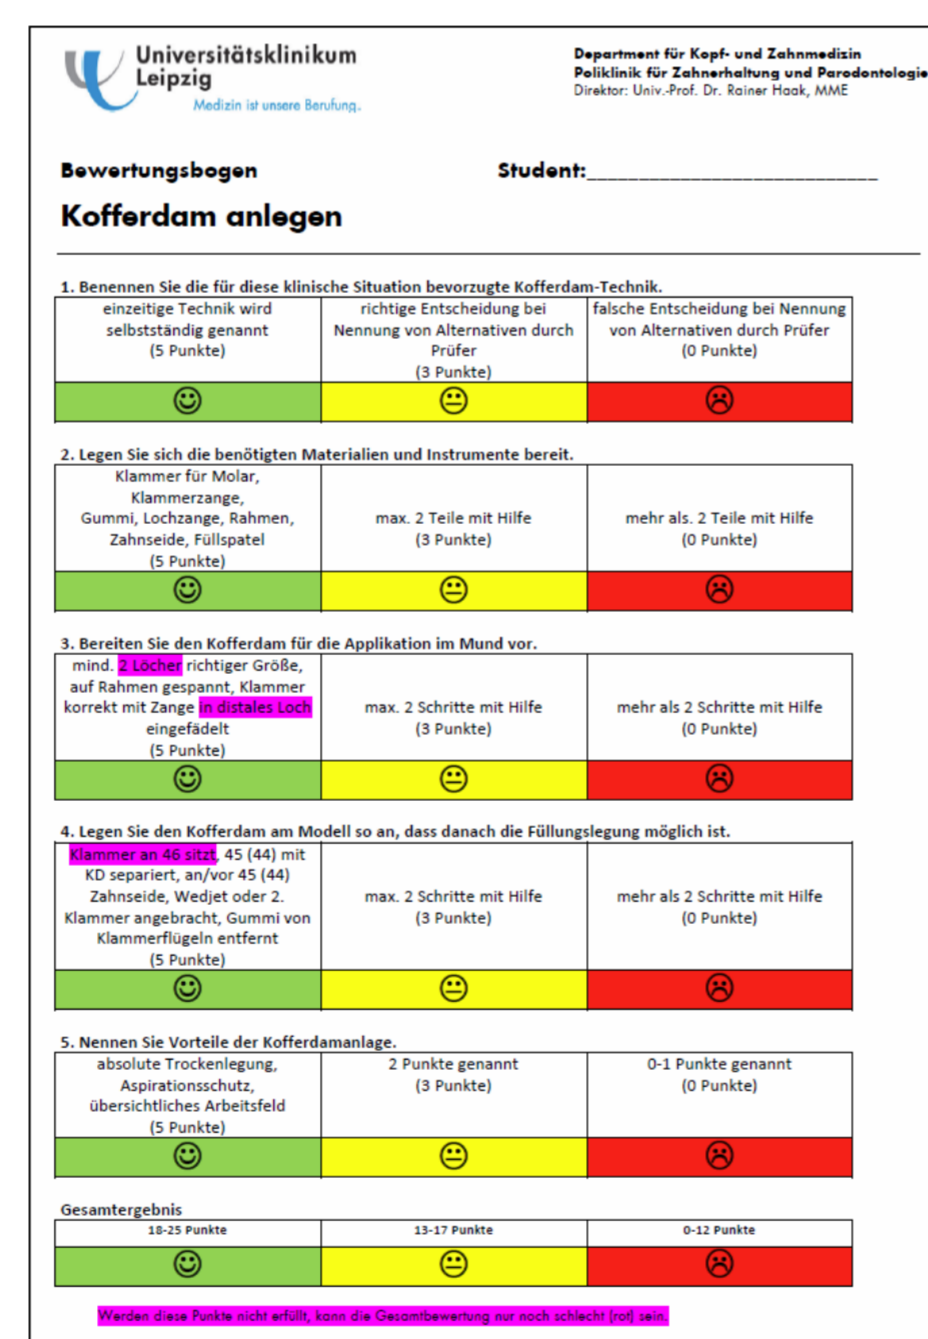 Universitätsklinikum
Leipzig
Medizin ist unsere Berufung.
Department für Kopf- und Zahnmedizin
Poliklinik für Zahnerhaltung und Parodontologie
Direktor: Univ.-Prof. Dr. Rainer Haak, MME
Bewertungsbogen
Student:____________________________
Kofferdam anlegen
1. Benennen Sie die für diese klinische Situation bevorzugte Kofferdam-Technik.
einzeitige Technik wird
selbstständig genannt
(5 Punkte)
richtige Entscheidung bei
Nennung von Alternativen durch
Prüfer
(3 Punkte)
falsche Entscheidung bei Nennung
von Alternativen durch Prüfer
(0 Punkte)
2. Legen Sie sich die benötigten Materialien und Instrumente bereit.
Klammer für Molar,
Klammerzange,
Gummi, Lochzange, Rahmen,
Zahnseide, Füllspatel
(5 Punkte)
max. 2 Teile mit Hilfe
(3 Punkte)
mehr als. 2 Teile mit Hilfe
(0 Punkte)
3. Bereiten Sie den Kofferdam für die Applikation im Mund vor.
mind. 2 Löcher richtiger Größe,
auf Rahmen gespannt, Klammer
korrekt mit Zange in distales Loch
eingefädelt
(5 Punkte)
max. 2 Schritte mit Hilfe
(3 Punkte)
mehr als 2 Schritte mit Hilfe
(0 Punkte)
4. Legen Sie den Kofferdam am Modell so an, dass danach die Füllungslegung möglich ist.
Klammer an 46 sitzt, 45 (44) mit
KD separiert, an/vor 45 (44)
Zahnseide, Wedjet oder 2.
Klammer angebracht, Gummi von
Klammerflügeln entfernt
(5 Punkte)
max. 2 Schritte mit Hilfe
(3 Punkte)
mehr als 2 Schritte mit Hilfe
(0 Punkte)
5. Nennen Sie Vorteile der Kofferdamanlage.
absolute Trockenlegung,
Aspirationsschutz,
übersichtliches Arbeitsfeld
(5 Punkte)
2 Punkte genannt
(3 Punkte)
0-1 Punkte genannt
(0 Punkte)
Gesamtergebnis
18-25 Punkte
13-17 Punkte
0-12 Punkte
Werden diese Punkte nicht erfüllt, kann die Gesamtbewertung nur noch schlecht (rot) sein.